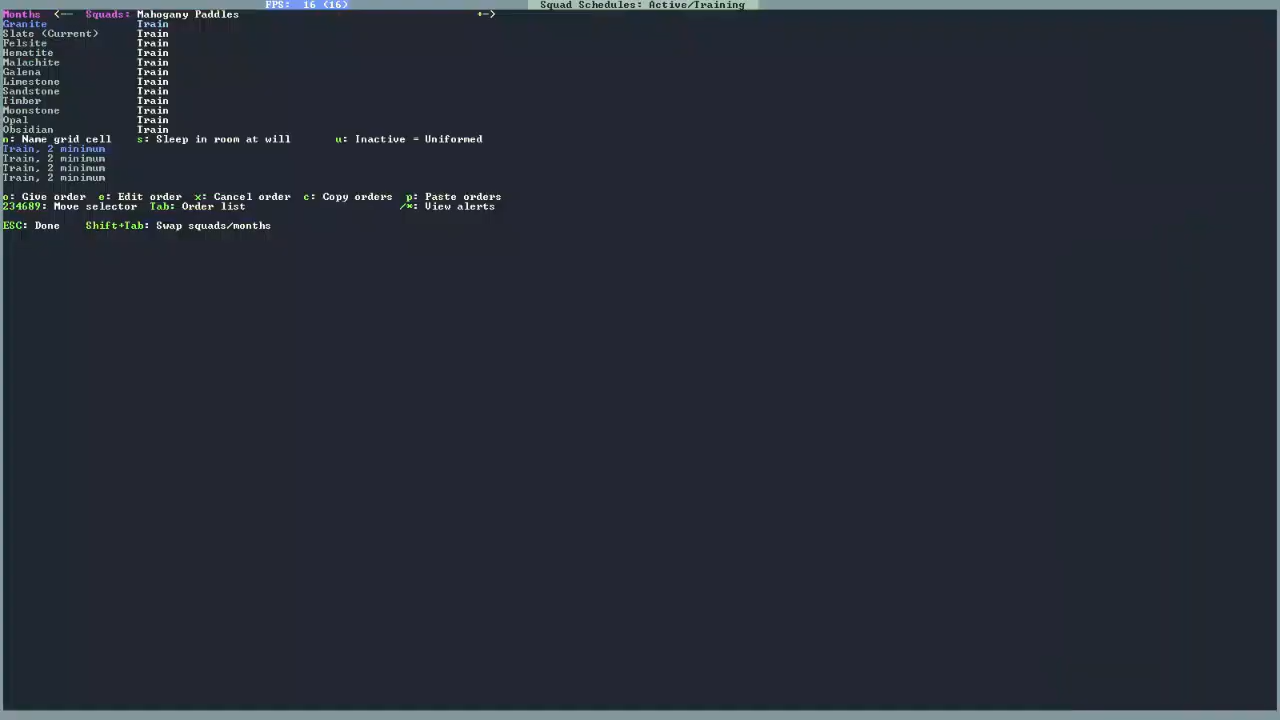 FPS: 16 (16) Squad Schedules: Active/Training
Months <-- Squads: Mahogany Paddles -->
Granite Train
Slate (Current) Train
Felsite Train
Hematite Train
Malachite Train
Galena Train
Limestone Train
Sandstone Train
Timber Train
Moonstone Train
Opal Train
Obsidian Train
n: Name grid cell s: Sleep in room at will u: Inactive = Uniformed
Train, 2 minimum
Train, 2 minimum
Train, 2 minimum
Train, 2 minimum
o: Give order e: Edit order x: Cancel order c: Copy orders p: Paste orders
234689: Move selector Tab: Order list /*: View alerts
ESC: Done Shift+Tab: Swap squads/months